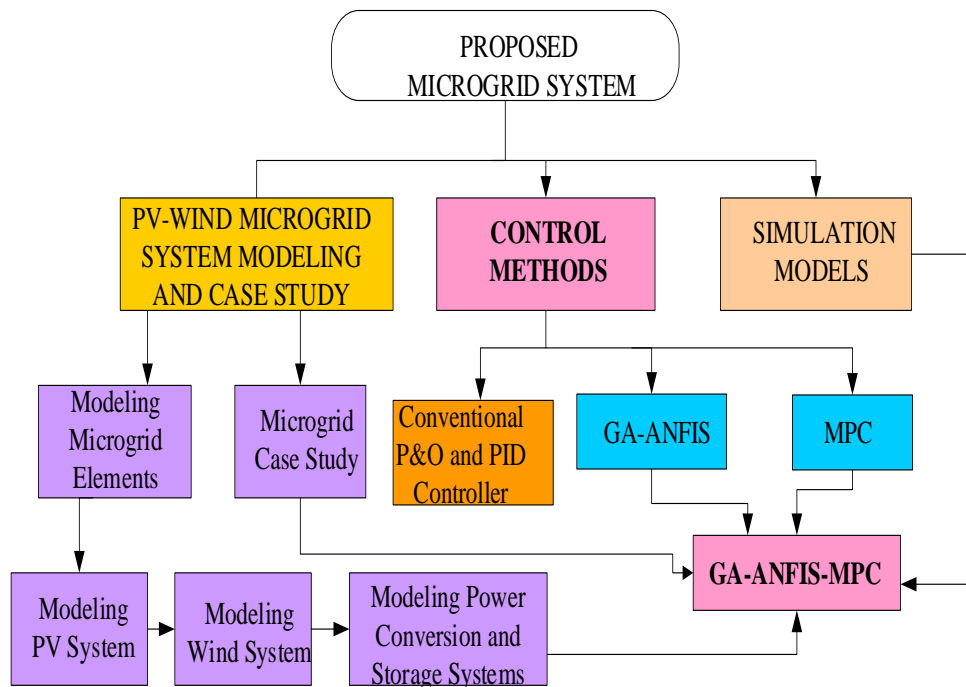 PROPOSED
MICROGRID SYSTEM
PV-WIND MICROGRID
SYSTEM MODELING
AND CASE STUDY
CONTROL
METHODS
SIMULATION
MODELS
Modeling
Microgrid
Elements
Microgrid
Case Study
Conventional
P&O and PID
Controller
GA-ANFIS
MPC
GA-ANFIS-MPC
Modeling
PV System
Modeling
Wind System
Modeling Power
Conversion and
Storage Systems